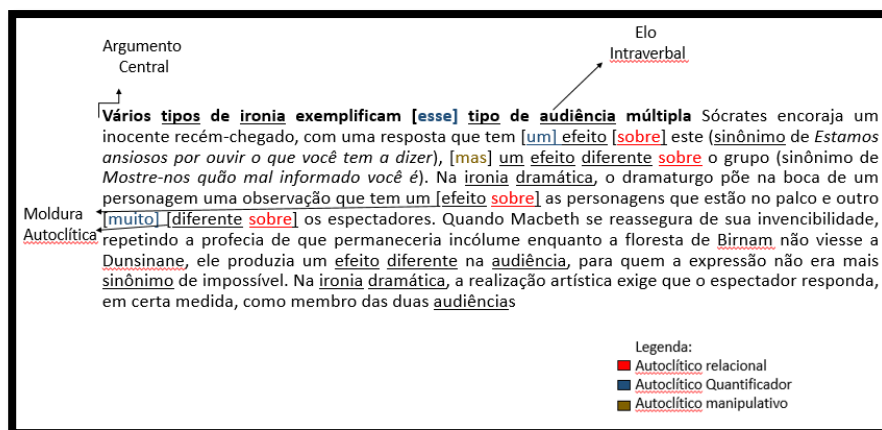 Argumento
Central
Elo
Intraverbal
Vários tipos de ironia exemplificam [esse] tipo de audiência múltipla Sócrates encoraja um
inocente recém-chegado, com uma resposta que tem [um] efeito [sobre] este (sinônimo de Estamos
ansiosos por ouvir o que você tem a dizer), [mas] um efeito diferente sobre o grupo (sinônimo de
Mostre-nos quão mal informado você é). Na ironia dramática, o dramaturgo põe na boca de um
personagem uma observação que tem um [efeito sobre] as personagens que estão no palco e outro
[muito] [diferente sobre] os espectadores. Quando Macbeth se reassegura de sua invencibilidade,
repetindo a profecia de que permaneceria incólume enquanto a floresta de Birnam não viesse a
Dunsinane, ele produzia um efeito diferente na audiência, para quem a expressão não era mais
sinônimo de impossível. Na ironia dramática, a realização artística exige que o espectador responda,
em certa medida, como membro das duas audiências
Moldura
Autoclítica
Legenda:
Autoclítico relacional
Autoclítico Quantificador
Autoclítico manipulativo